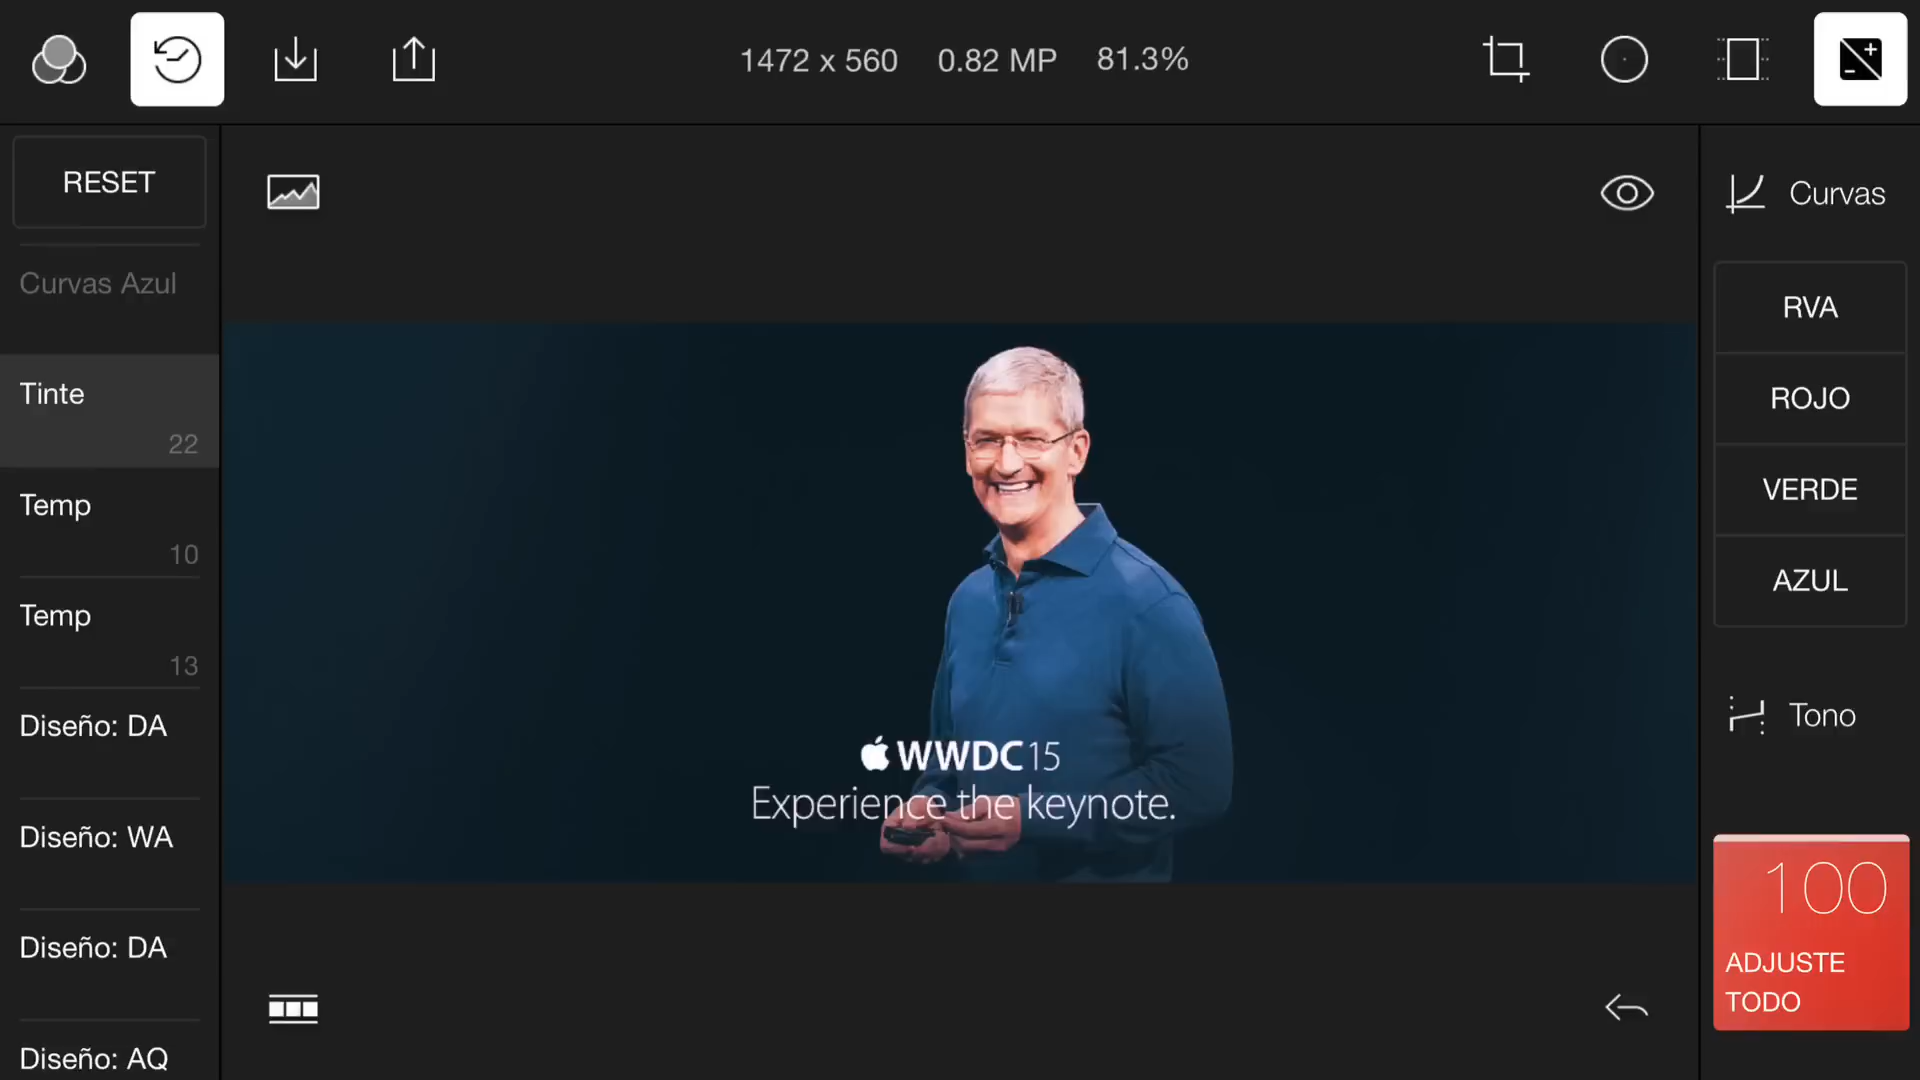 1472 x 560 0.82 MP 81.3%
RESET
Curvas Azul
Tinte
22
Temp
10
Temp
13
Diseño: DA
Diseño: WA
Diseño: DA
Diseño: AQ
WWDC15
Experience the keynote.
Curvas
RVA
ROJO
VERDE
AZUL
Tono
100
ADJUSTE
TODO